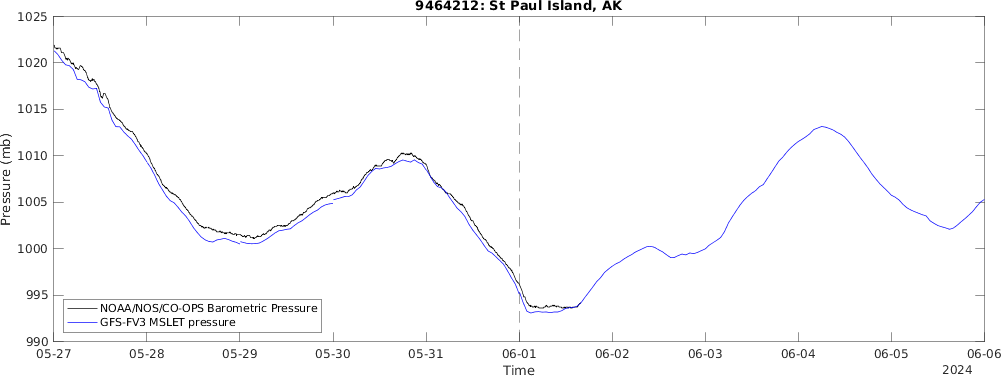 9464212: St Paul Island, AK
1025
1020
1015
1010
1005
1000
995
990
Pressure (mb)
NOAA/NOS/CO-OPS Barometric Pressure
GFS-FV3 MSLET pressure
05-27 05-28 05-29 05-30 05-31 06-01 06-02 06-03 06-04 06-05 06-06
Time
2024